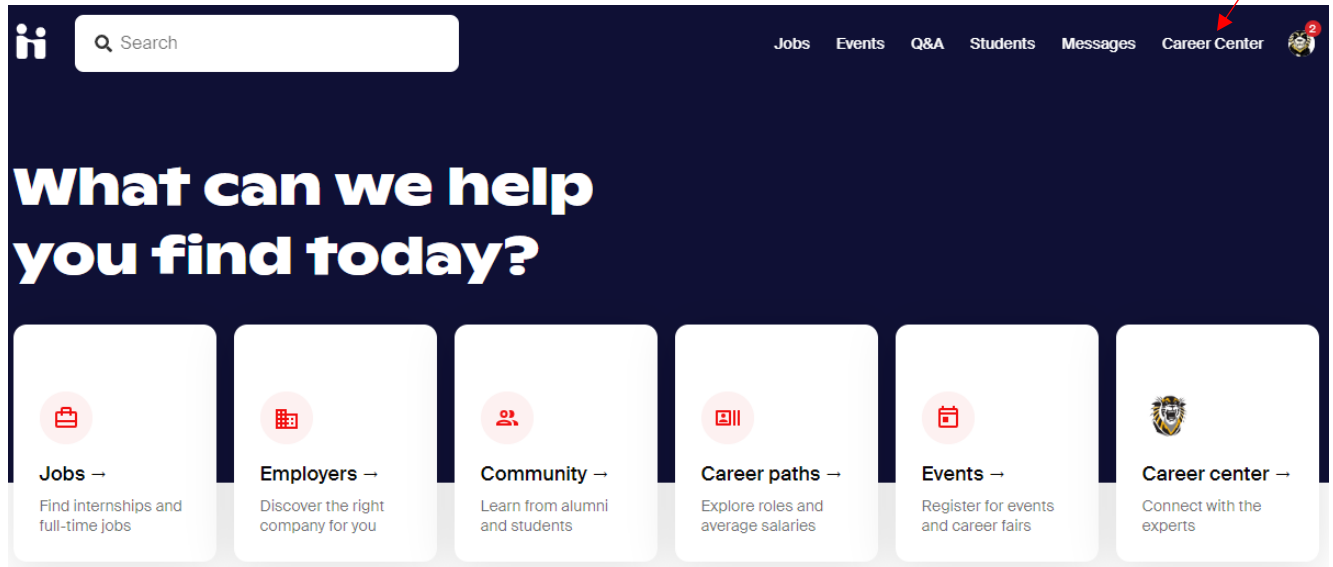 Search
Jobs Events Q&A Students Messages Career Center 2
What can we help
you find today?
Jobs →
Find internships and
full-time jobs
Employers →
Discover the right
company for you
Community →
Learn from alumni
and students
Career paths →
Explore roles and
average salaries
Events →
Register for events
and career fairs
Career center →
Connect with the
experts